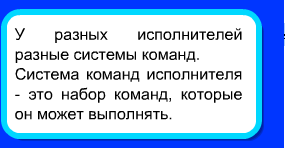 У разных исполнителей
разные системы команд.
Система команд исполнителя
- это набор команд, которые
он может выполнять.